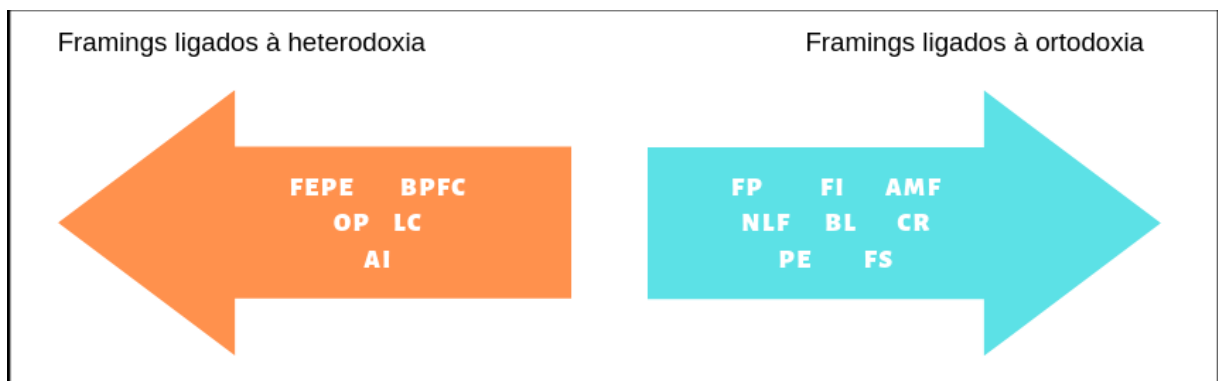 Framings ligados à heterodoxia
Framings ligados à ortodoxia
FEPE BPFC
OP LC
AI
FP FI AMF
NLF BL CR
PE FS